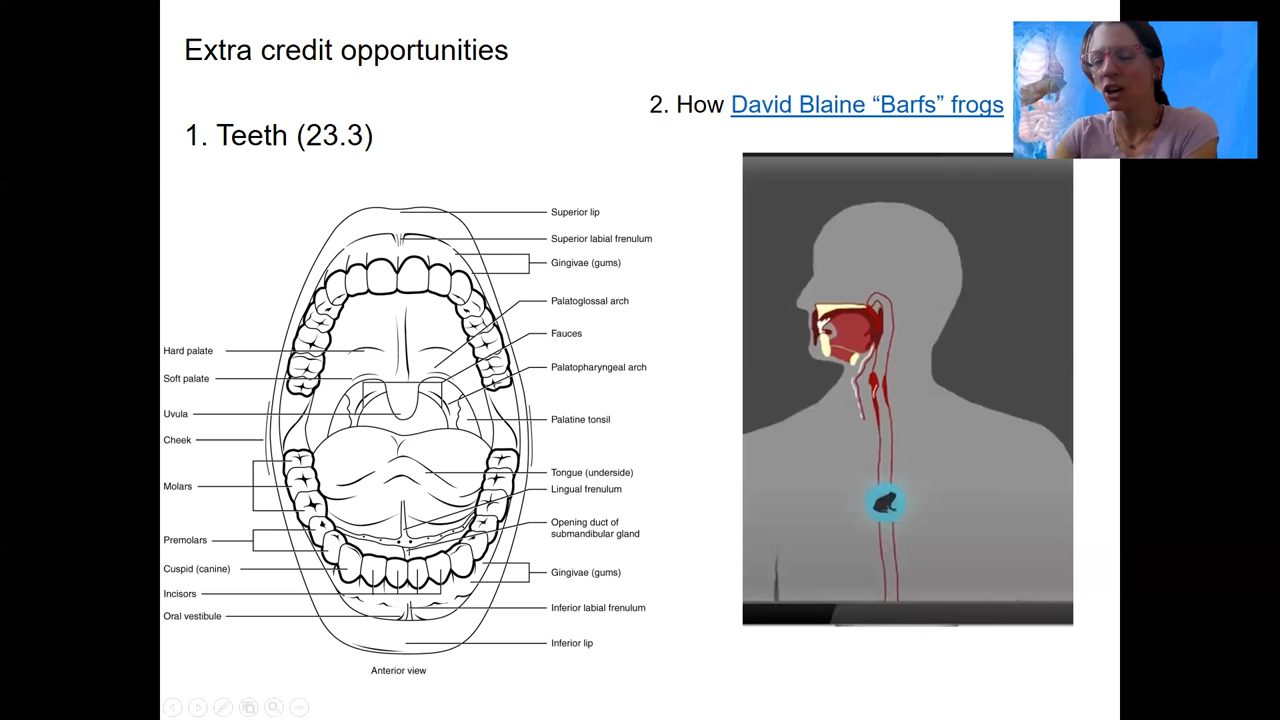 Extra credit opportunities
1. Teeth (23.3)
2. How David Blaine “Barfs” frogs
Superior lip
Superior labial frenulum
Gingivae (gums)
Palatoglossal arch
Fauces
Palatopharyngeal arch
Palatine tonsil
Tongue (underside)
Lingual frenulum
Opening duct of
submandibular gland
Gingivae (gums)
Inferior labial frenulum
Inferior lip
Hard palate
Soft palate
Uvula
Cheek
Molars
Premolars
Cuspid (canine)
Incisors
Oral vestibule
Anterior view